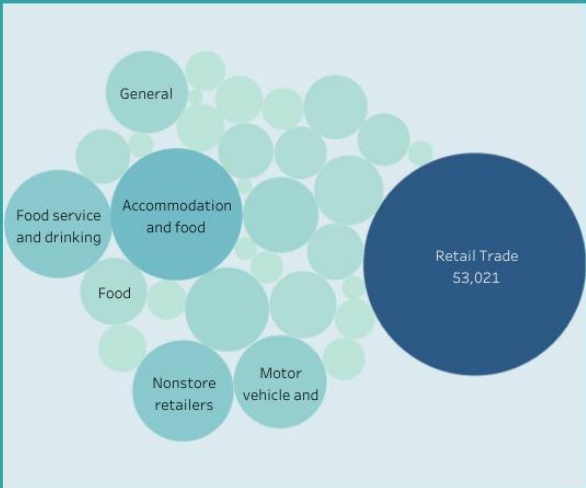 General
Accommodation
and food
Food service
and drinking
Retail Trade
53,021
Food
Nonstore
retailers
Motor
vehicle and